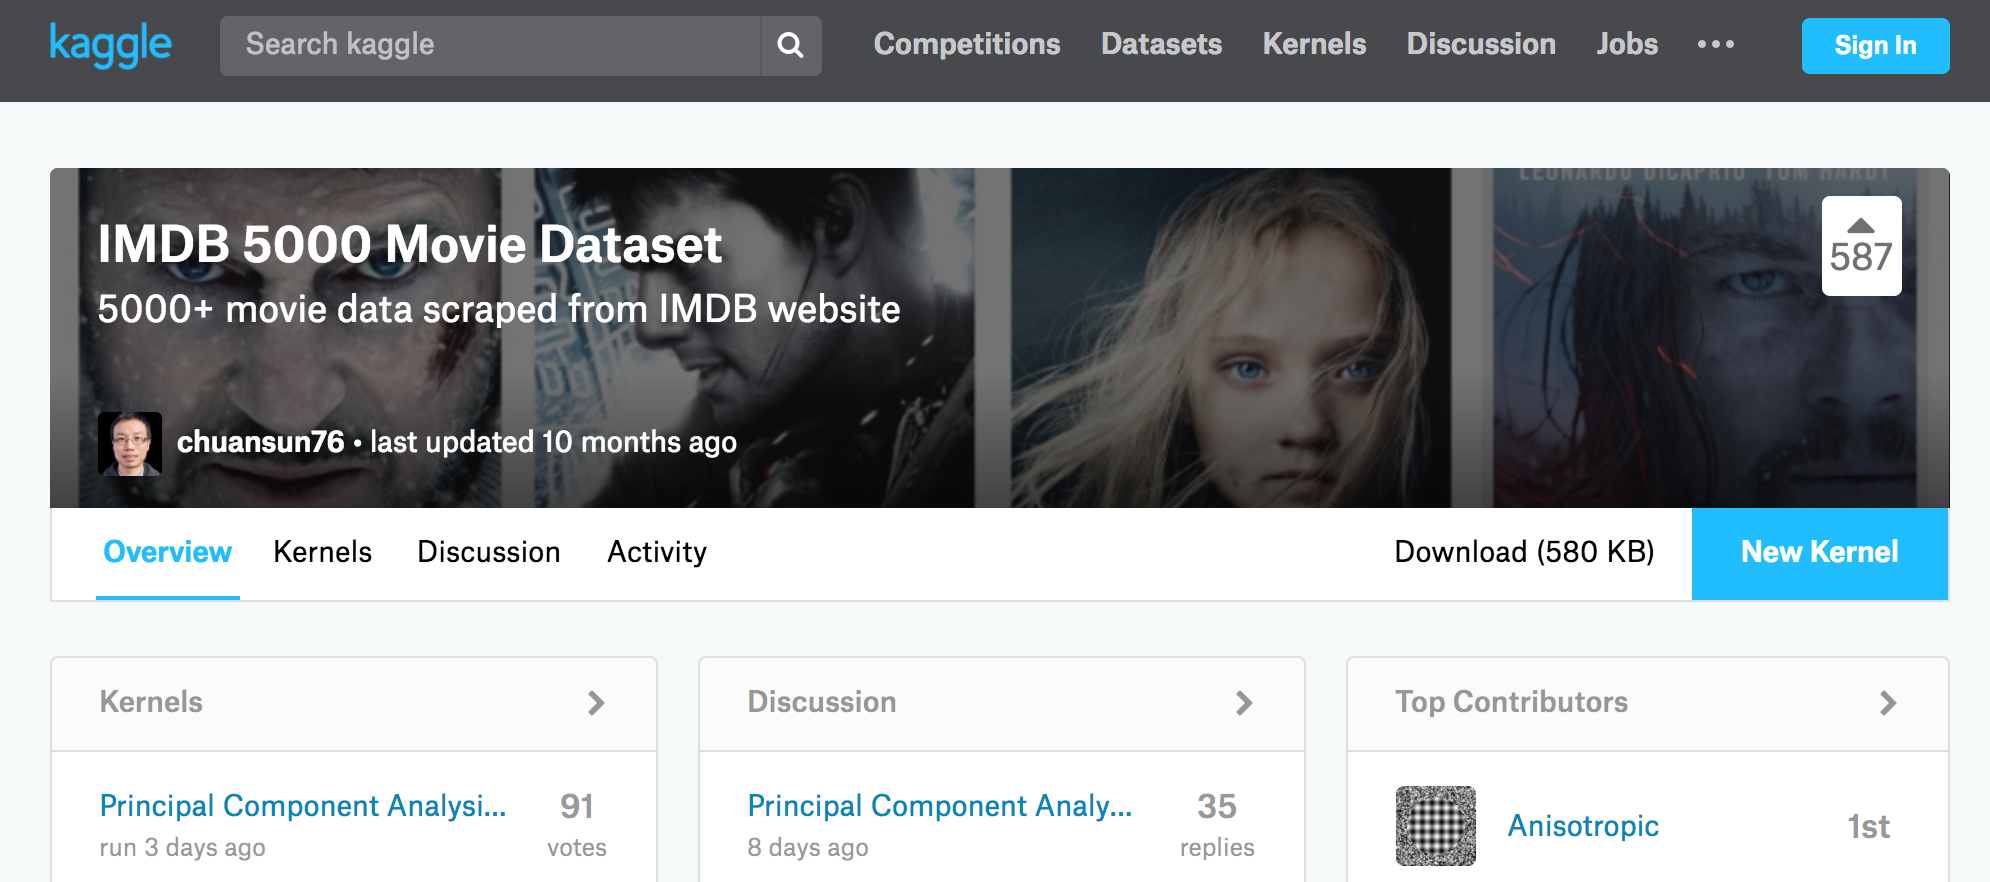 kaggle
Search kaggle
Competitions
Datasets
Kernels
Discussion
Jobs
Sign In
LEONARDO DICAPRIO TOM HARDY
587
IMDB 5000 Movie Dataset
5000+ movie data scraped from IMDB website
chuansun76 • last updated 10 months ago
Overview
Kernels
Discussion
Activity
Download (580 KB)
New Kernel
Kernels
Principal Component Analysi...
91
run 3 days ago
votes
Discussion
Principal Component Analy...
35
8 days ago
replies
Top Contributors
Anisotropic
1st